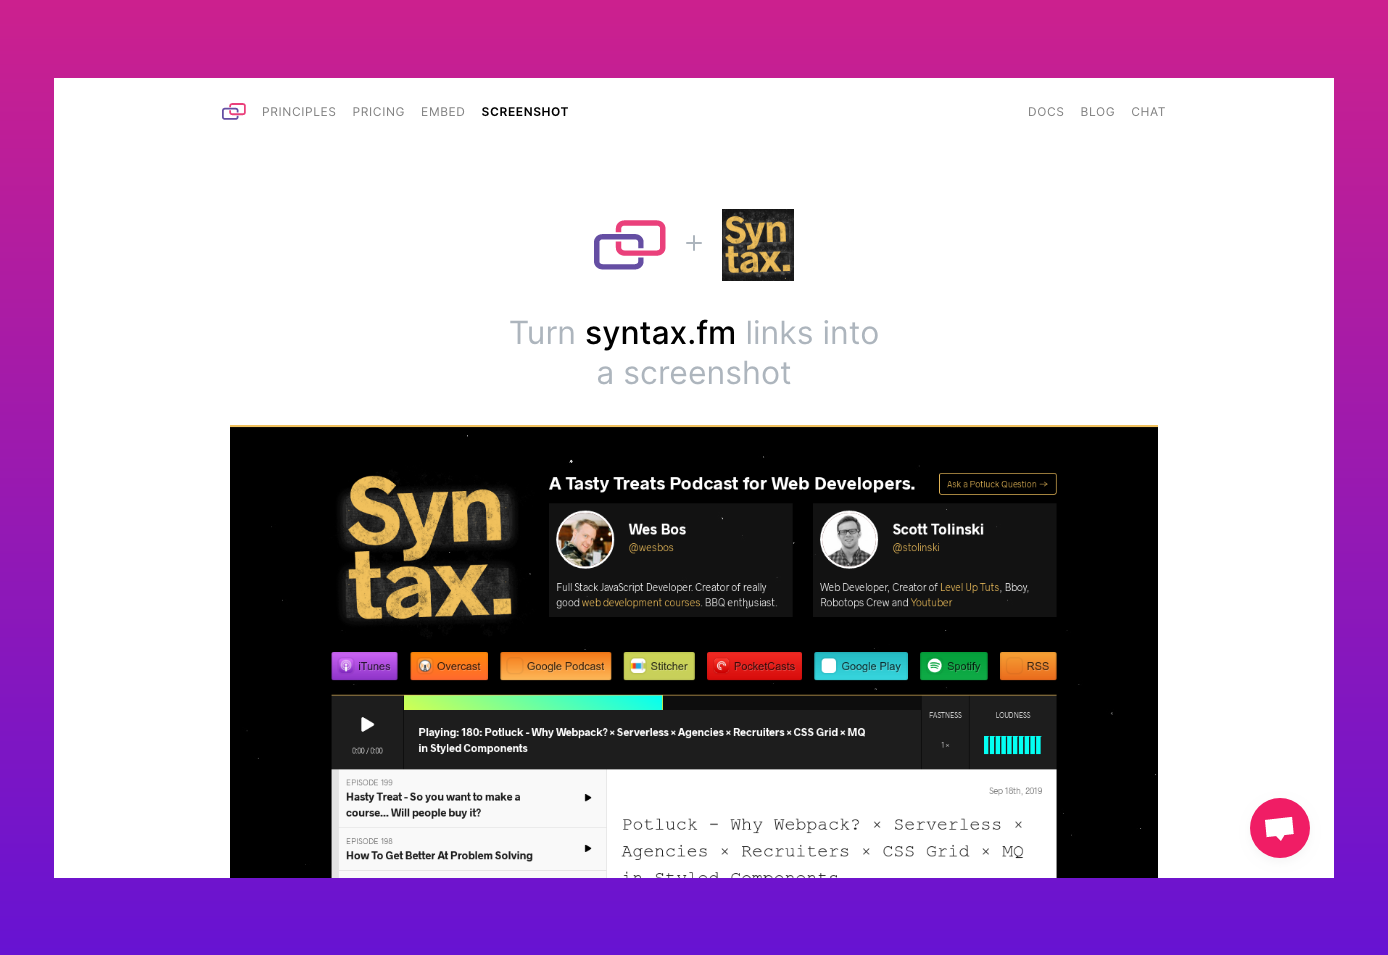 PRINCIPLES PRICING EMBED SCREENSHOT DOCS BLOG CHAT
+
Syn
tax.
Turn syntax.fm links into
a screenshot
Syn
tax.
A Tasty Treats Podcast for Web Developers.
Ask a Potluck Question →
Wes Bos
@wesbos
Full Stack JavaScript Developer. Creator of really
good web development courses. BBQ enthusiast.
Scott Tolinski
@stolinski
Web Developer, Creator of Level Up Tuts, Bboy,
Robotops Crew and Youtuber
iTunes Overcast Google Podcast Stitcher PocketCasts Google Play Spotify RSS
0:00 / 0:00
Playing: 180: Potluck - Why Webpack? × Serverless × Agencies × Recruiters × CSS Grid × MQ
in Styled Components
FASTNESS
1×
LOUDNESS
EPISODE 199
Hasty Treat - So you want to make a
course... Will people buy it?
EPISODE 198
How To Get Better At Problem Solving
Sep 18th, 2019
Potluck - Why Webpack? × Serverless ×
Agencies × Recruiters × CSS Grid × MQ
in Styled Components